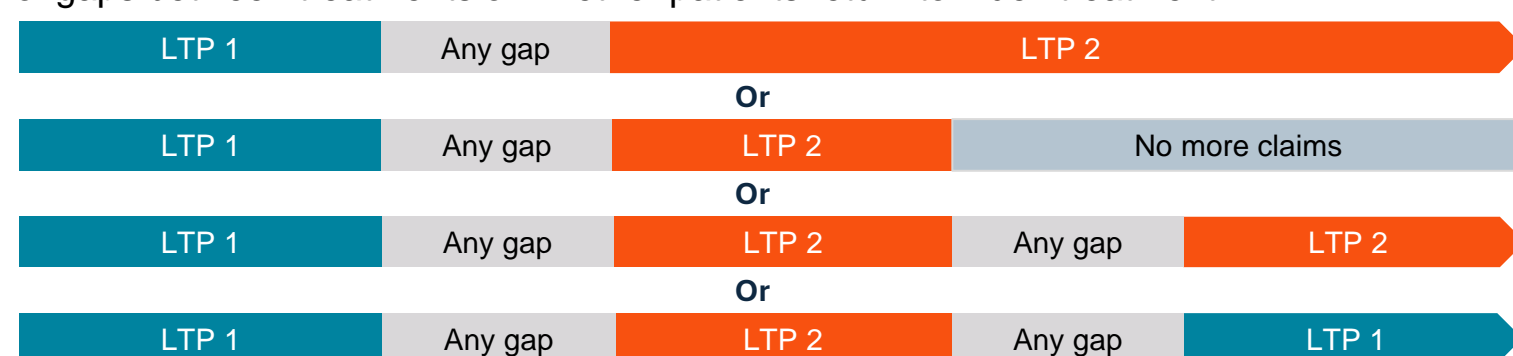 LTP 1 Any gap LTP 2
Or
LTP 1 Any gap LTP 2 No more claims
Or
LTP 1 Any gap LTP 2 Any gap LTP 2
Or
LTP 1 Any gap LTP 2 Any gap LTP 1